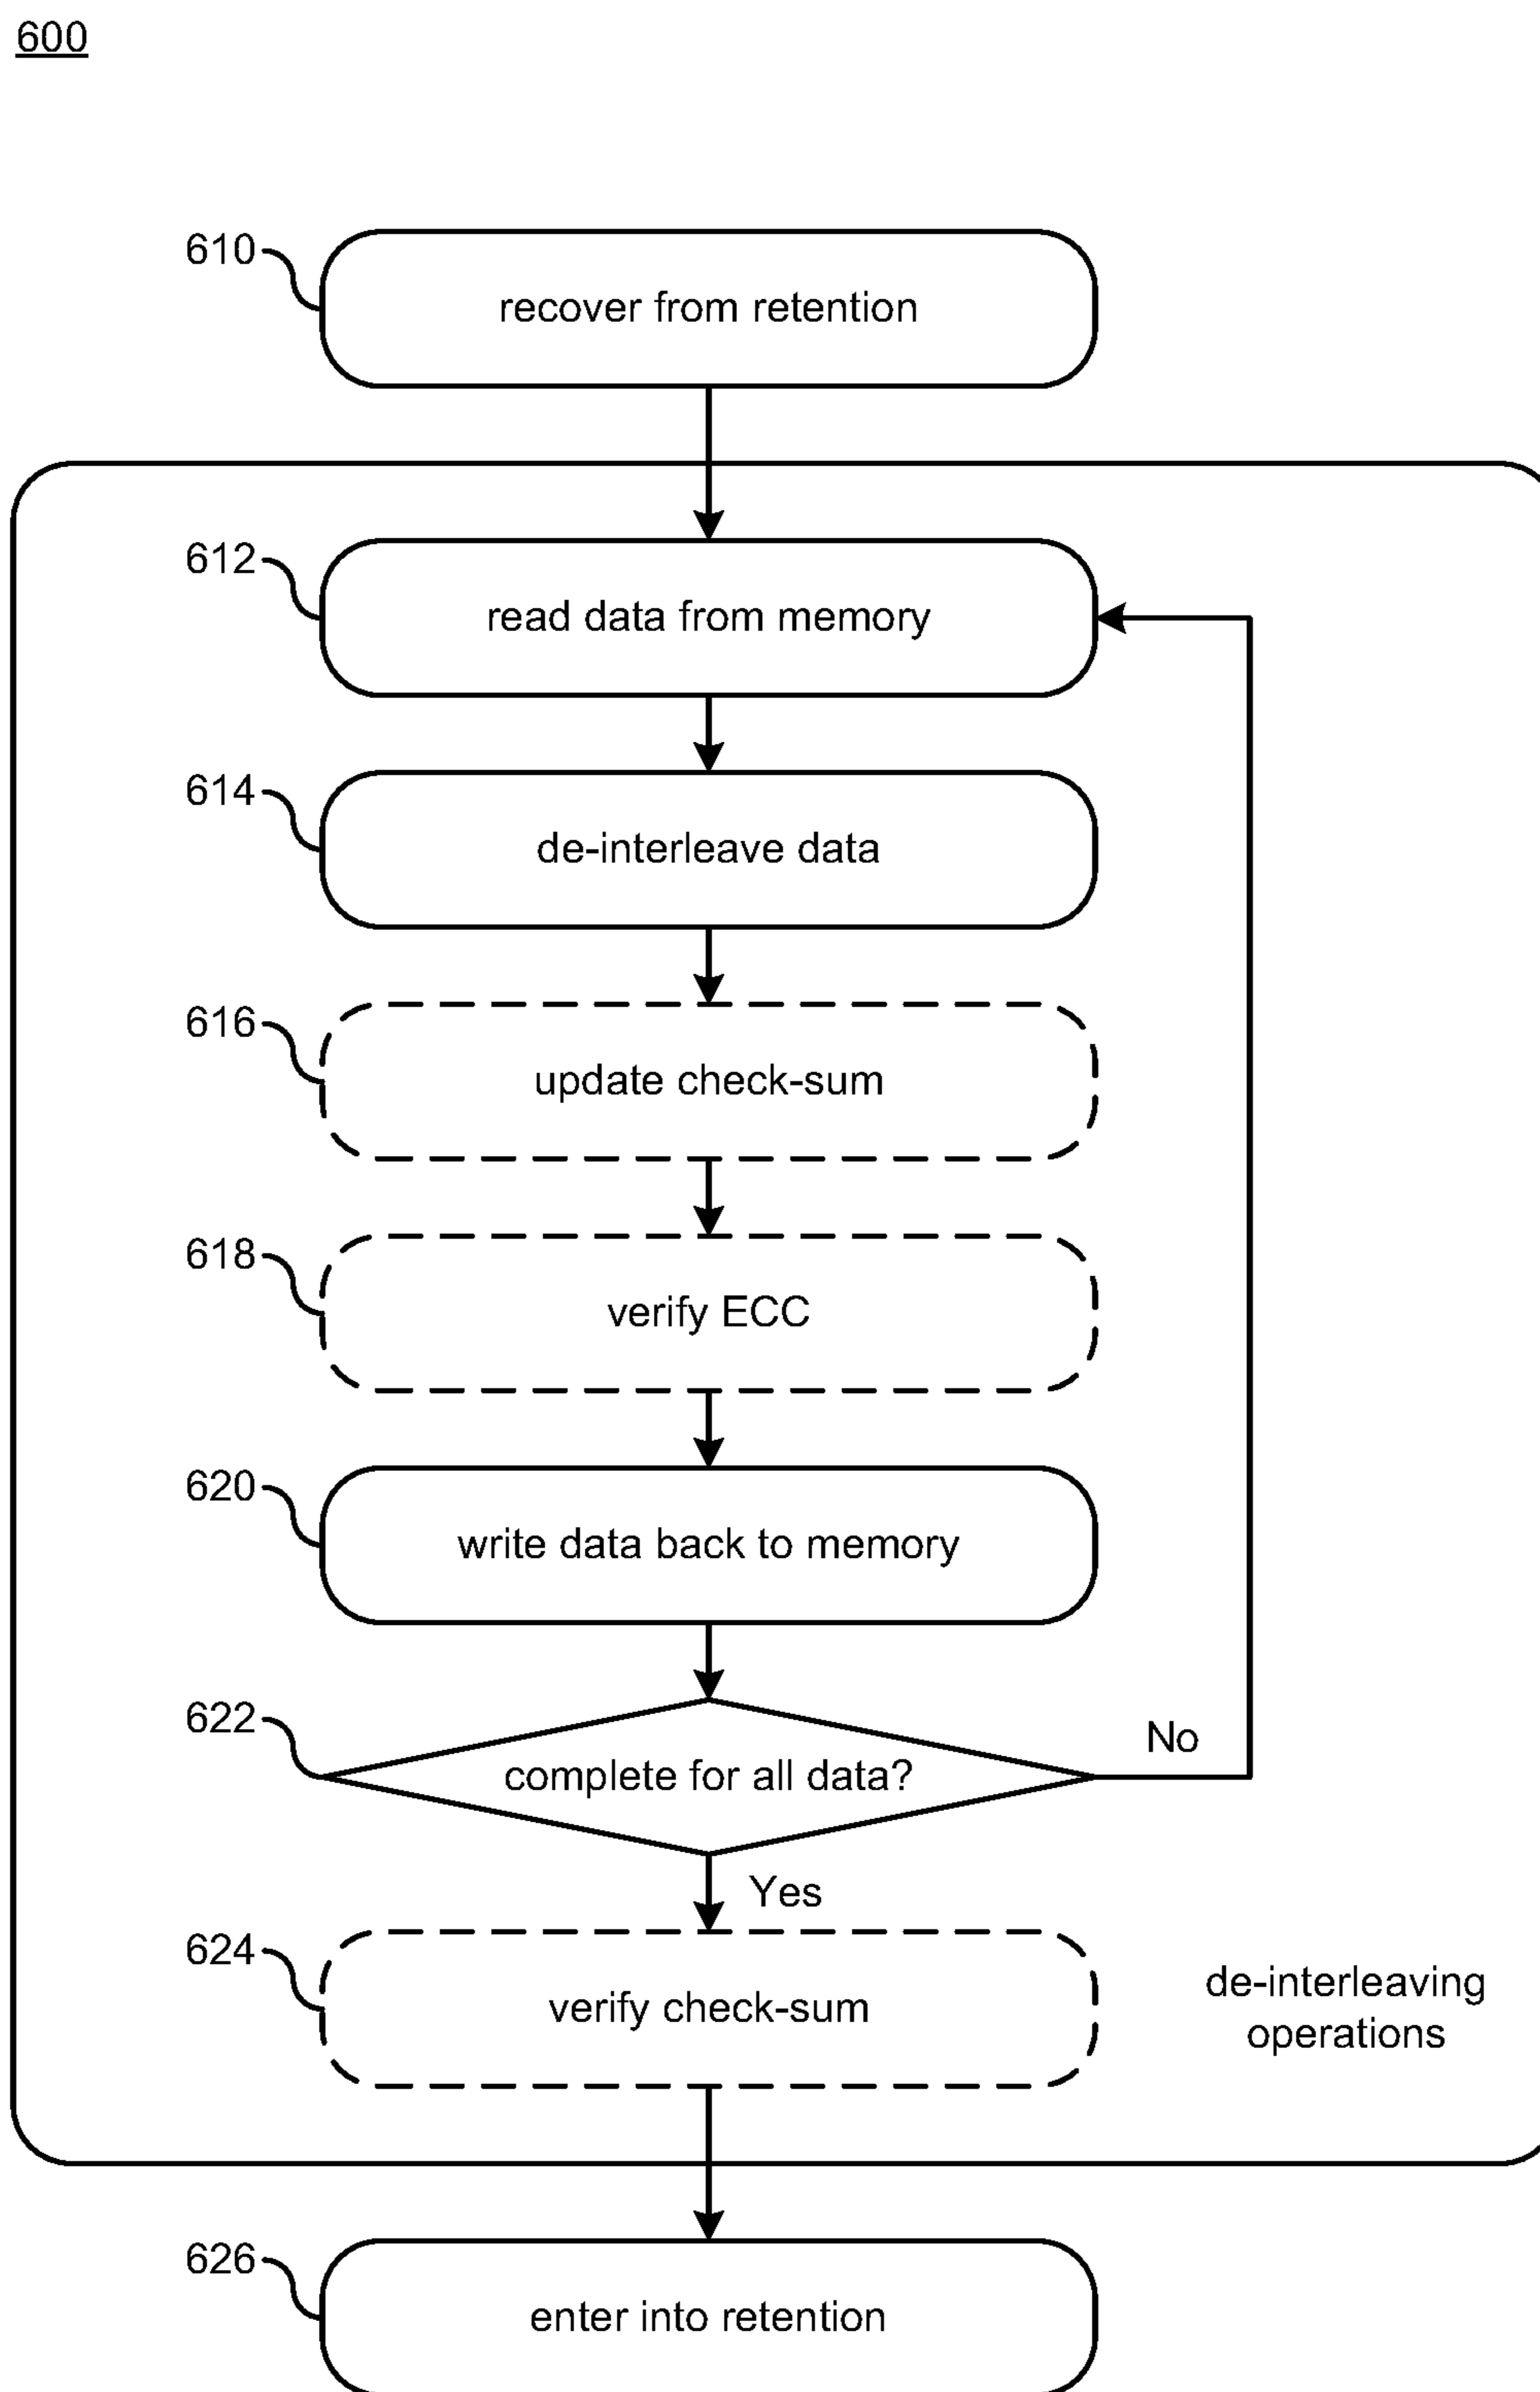 600
610
recover from retention
612
read data from memory
614
de-interleave data
616
update check-sum
618
verify ECC
620
write data back to memory
622
complete for all data?
No
Yes
624
verify check-sum
de-interleaving
operations
626
enter into retention